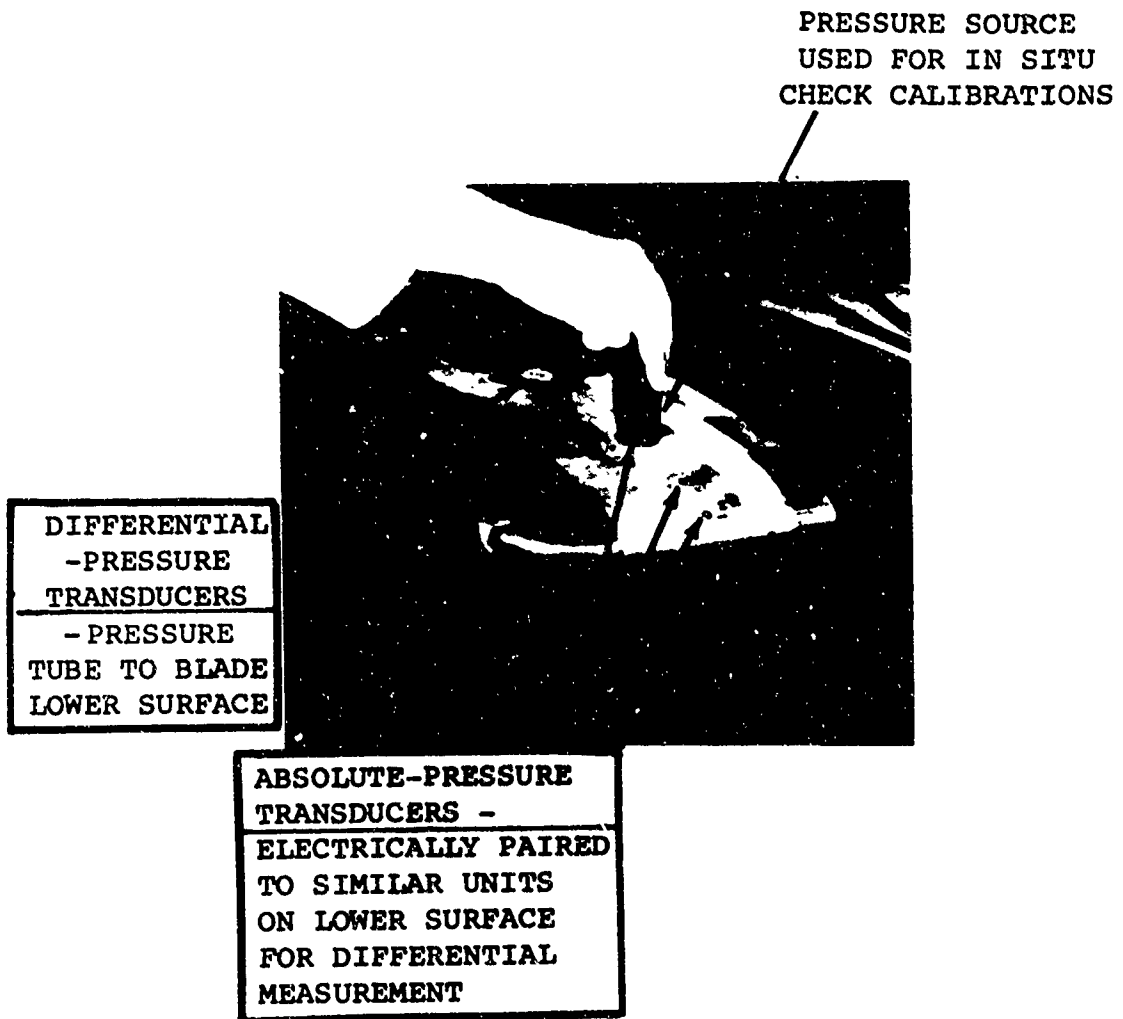 PRESSURE SOURCE
USED FOR IN SITU
CHECK CALIBRATIONS
DIFFERENTIAL
-PRESSURE
TRANSDUCERS
-PRESSURE
TUBE TO BLADE
LOWER SURFACE
ABSOLUTE-PRESSURE
TRANSDUCERS -
ELECTRICALLY PAIRED
TO SIMILAR UNITS
ON LOWER SURFACE
FOR DIFFERENTIAL
MEASUREMENT